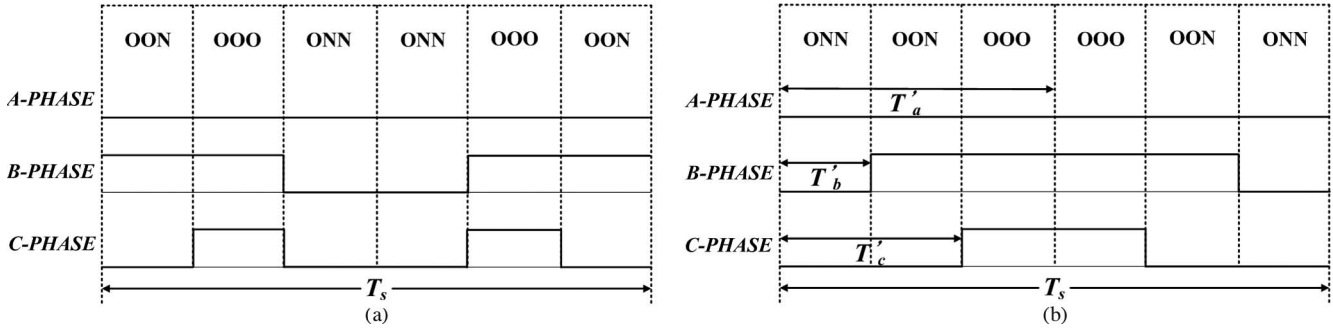 OON OOO ONN ONN OOO OON
A-PHASE
B-PHASE
C-PHASE
Ts
(a)
ONN OON OOO OOO OON ONN
A-PHASE
T'a
B-PHASE
T'b
C-PHASE
T'c
Ts
(b)